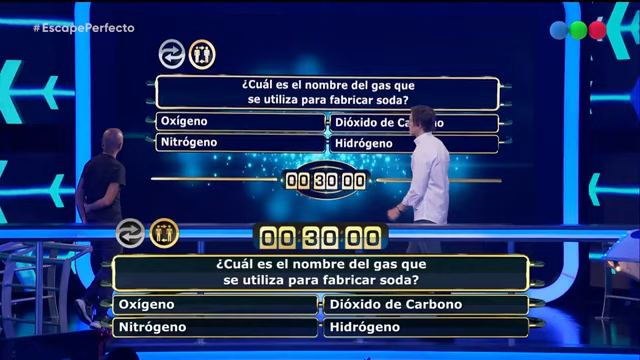 #EscapePerfecto
¿Cuál es el nombre del gas que
se utiliza para fabricar soda?
Oxígeno
Dióxido de Carbono
Nitrógeno
Hidrógeno
00:30:00
00:30:00
¿Cuál es el nombre del gas que
se utiliza para fabricar soda?
Oxígeno
Dióxido de Carbono
Nitrógeno
Hidrógeno